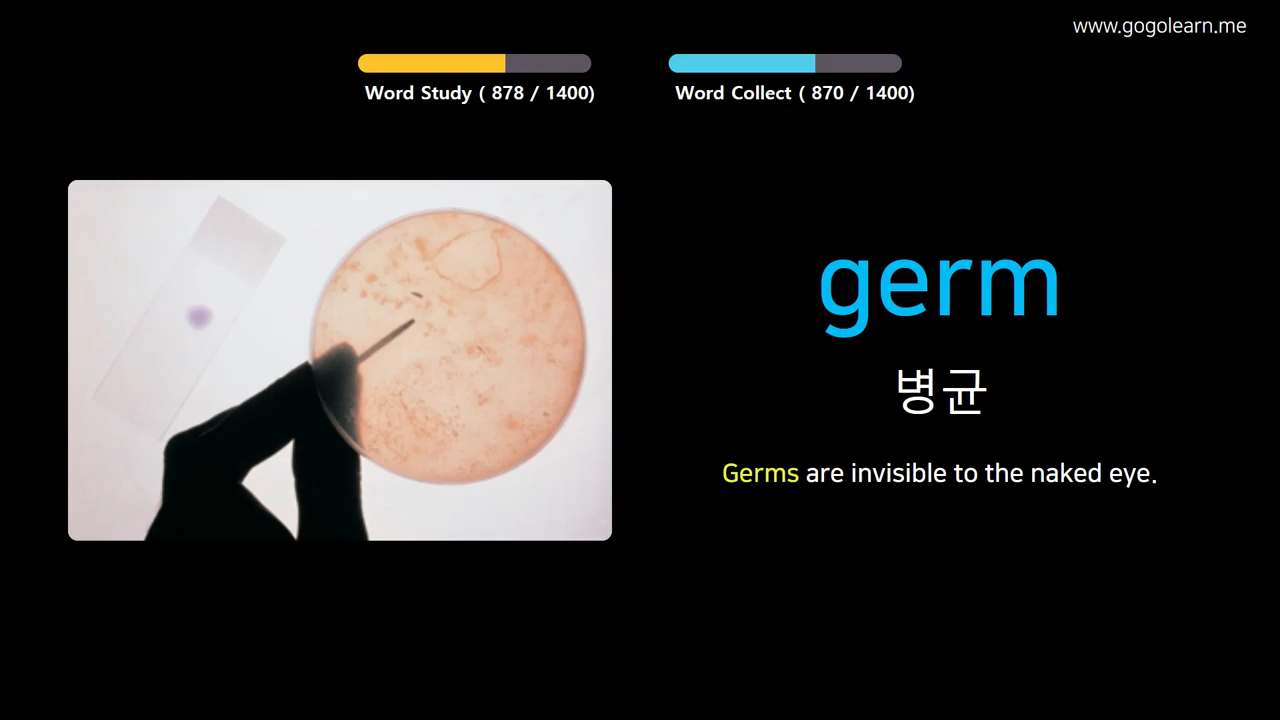 www.gogolearn.me
Word Study ( 878 / 1400)
Word Collect ( 870 / 1400)
germ
병균
Germs are invisible to the naked eye.